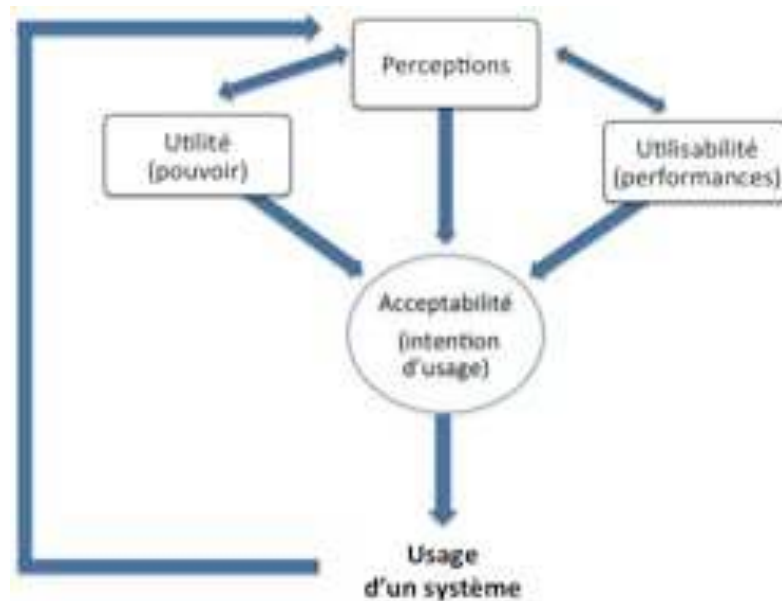 Perceptions
Utilité
(pouvoir)
Utilisabilité
(performances)
Acceptabilité
(intention
d'usage)
Usage
d'un système